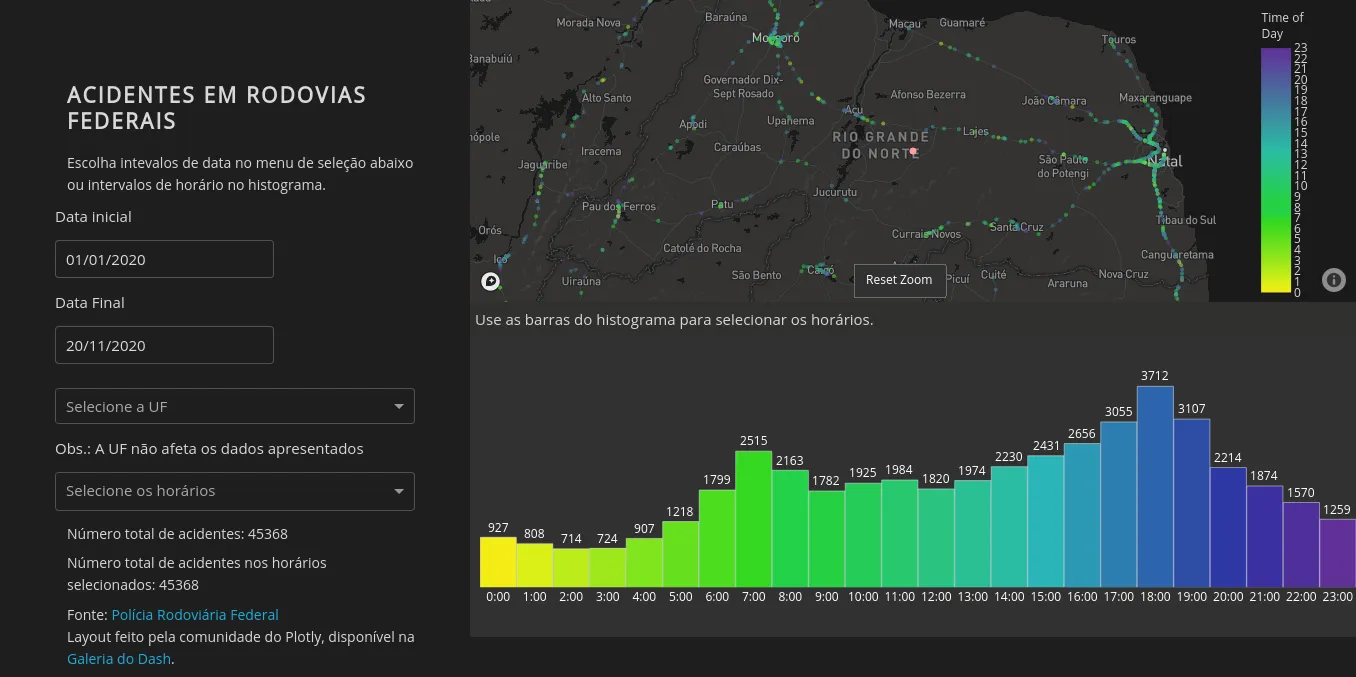 ACIDENTES EM RODOVIAS
FEDERAIS
Escolha intevalos de data no menu de seleção abaixo
ou intervalos de horário no histograma.
Data inicial
01/01/2020
Data Final
20/11/2020
Selecione a UF
Obs.: A UF não afeta os dados apresentados
Selecione os horários
Número total de acidentes: 45368
Número total de acidentes nos horários
selecionados: 45368
Fonte: Polícia Rodoviária Federal
Layout feito pela comunidade do Plotly, disponível na
Galeria do Dash.
Morada Nova
Baraúna
Macau
Guamaré
Mossoró
Touros
Banabuiú
Governador Dix-
Sept Rosado
Alto Santo
Afonso Bezerra
João Câmara
Maxaranguape
Açu
Apodi
Upanema
RIO GRANDE
DO NORTE
Lajes
Iracema
Caraúbas
Jaguaribe
São Paulo
do Potengi
Natal
Jucurutu
Pau dos Ferros
Patu
Tibau do Sul
Orós
Currais Novos
Santa Cruz
Catolé do Rocha
Canguaretama
Icó
São Bento
Caicó
Picuí
Cuité
Nova Cruz
Uiraúna
Araruna
Reset Zoom
Time of
Day
23
22
21
20
19
18
17
16
15
14
13
12
11
10
9
8
7
6
5
4
3
2
1
0
Use as barras do histograma para selecionar os horários.
927
808
714
724
907
1218
1799
2515
2163
1782
1925
1984
1820
1974
2230
2431
2656
3055
3712
3107
2214
1874
1570
1259
0:00 1:00 2:00 3:00 4:00 5:00 6:00 7:00 8:00 9:00 10:00 11:00 12:00 13:00 14:00 15:00 16:00 17:00 18:00 19:00 20:00 21:00 22:00 23:00